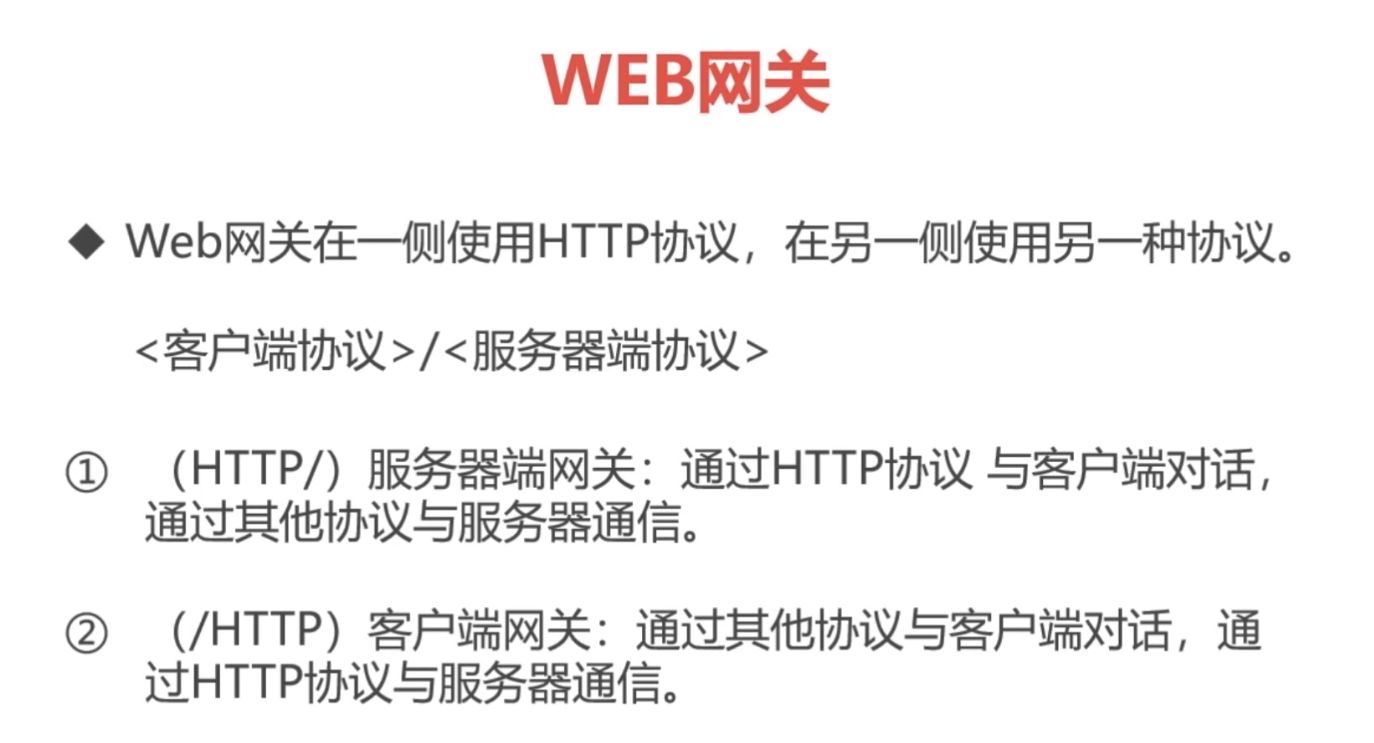 WEB网关
◆ Web网关在一侧使用HTTP协议，在另一侧使用另一种协议。
<客户端协议>/<服务器端协议>
① （HTTP/）服务器端网关：通过HTTP协议 与客户端对话，
通过其他协议与服务器通信。
② （/HTTP）客户端网关：通过其他协议与客户端对话，通
过HTTP协议与服务器通信。